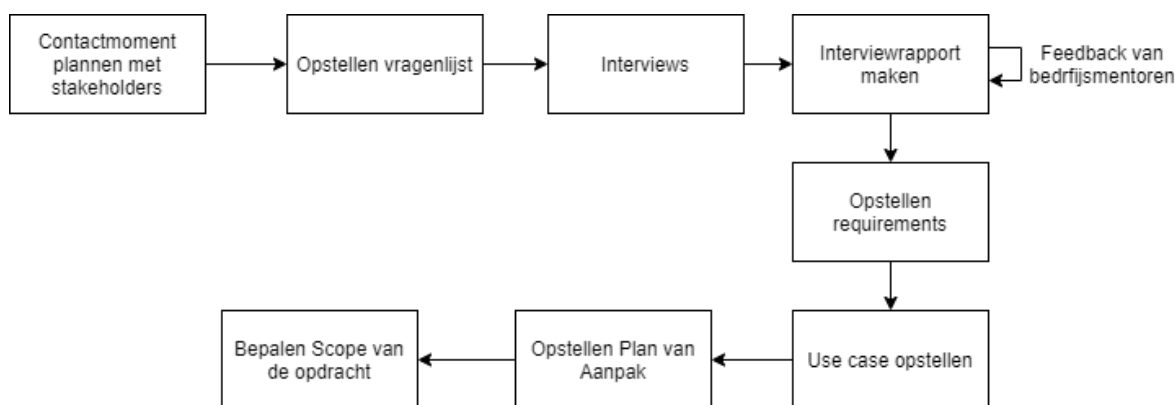 Contactmoment
plannen met
stakeholders
Opstellen vragenlijst
Interviews
Interviewrapport
maken
Feedback van
bedrfijsmentoren
Opstellen
requirements
Use case opstellen
Opstellen Plan van
Aanpak
Bepalen Scope van
de opdracht